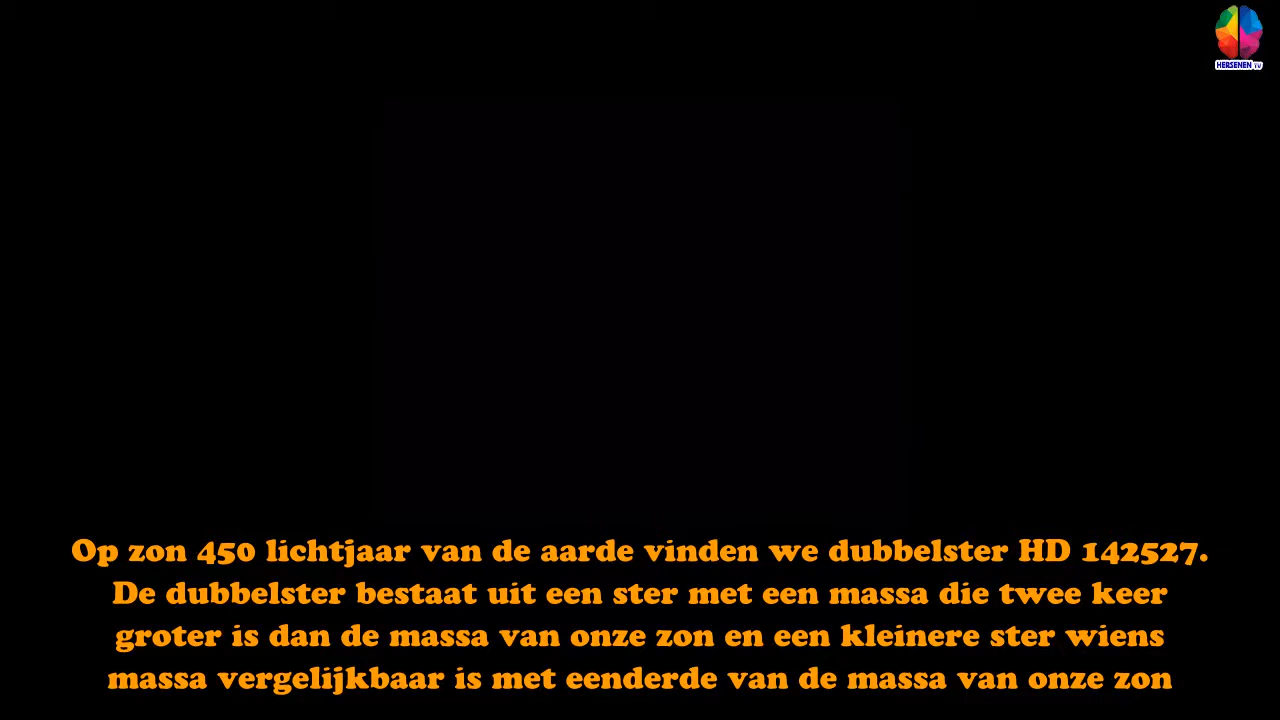 HERSENEN TV
Op zon 450 lichtjaar van de aarde vinden we dubbelster HD 142527.
De dubbelster bestaat uit een ster met een massa die twee keer
groter is dan de massa van onze zon en een kleinere ster wiens
massa vergelijkbaar is met eenderde van de massa van onze zon